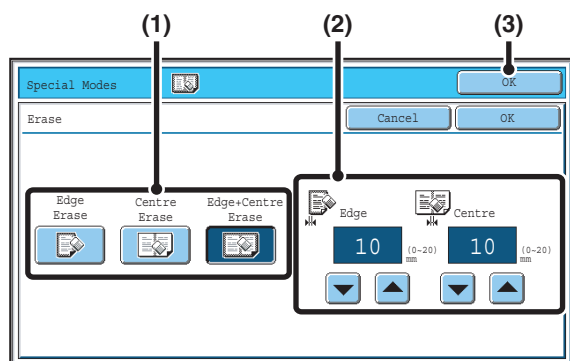 (1) (2) (3)
Special Modes OK
Erase Cancel OK
Edge Erase
Centre Erase
Edge+Centre Erase
Edge
10 (0~20) mm
Centre
10 (0~20) mm